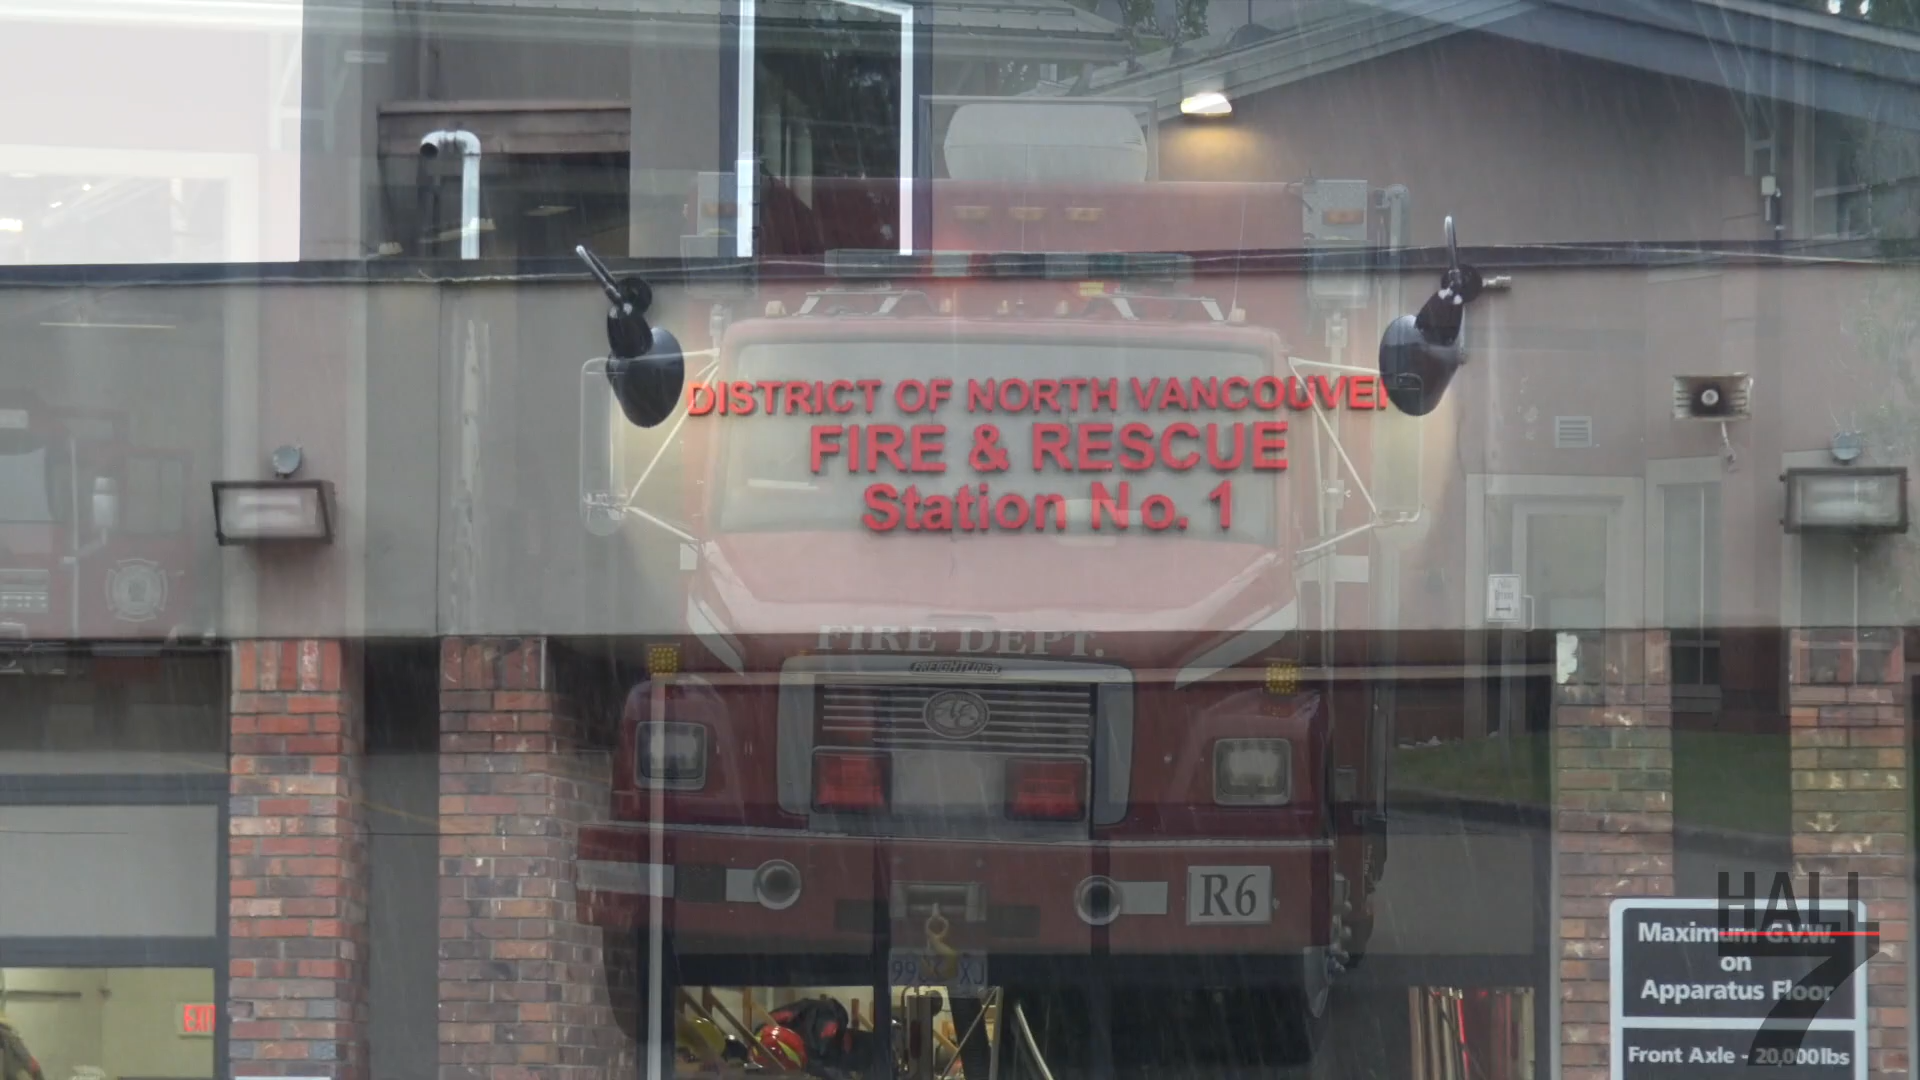 DISTRICT OF NORTH VANCOUVER
FIRE & RESCUE
Station No. 1
FIRE DEPT.
FREIGHTLINER
R6
EXIT
HALL
7
Maximum G.V.W.
on
Apparatus Floor
Front Axle - 20,000lbs